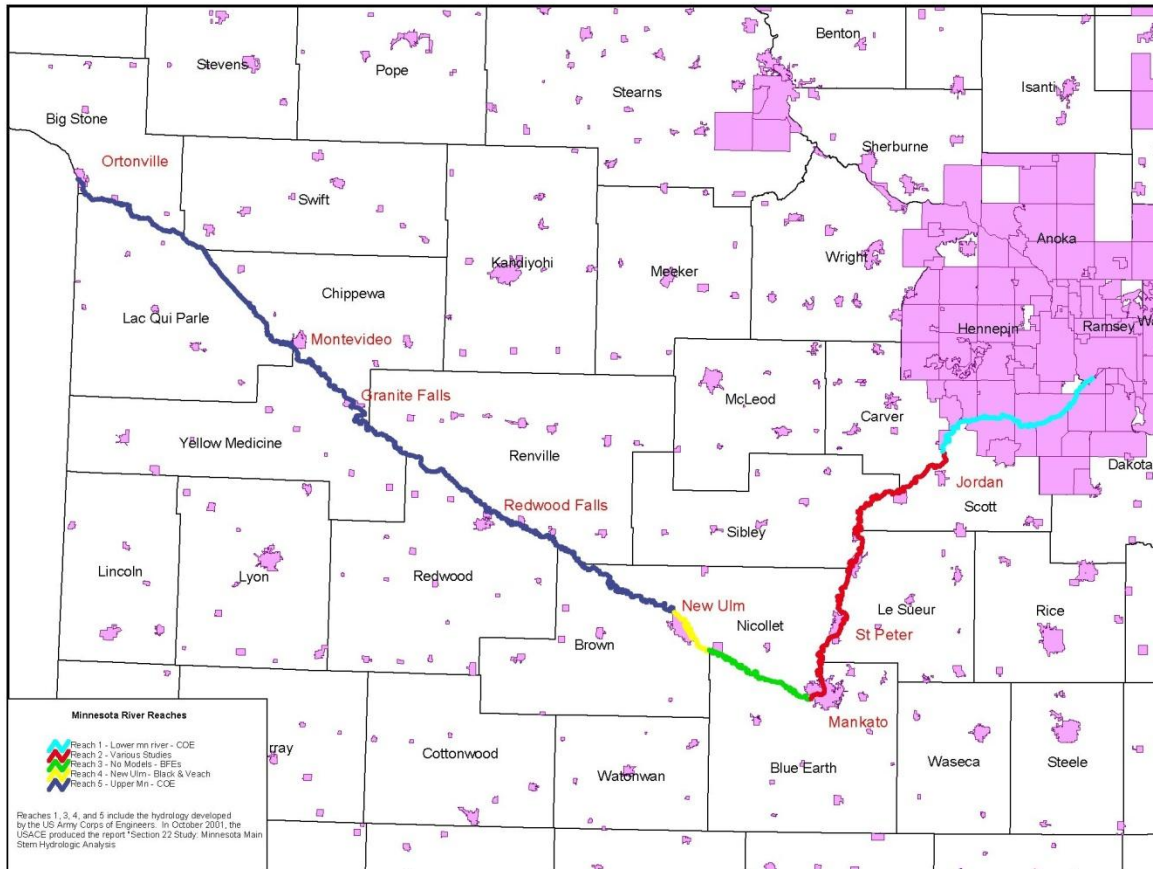 Benton
Stevens
Pope
Stearns
Isanti
Big Stone
Sherburne
Ortonville
Swift
Anoka
Wright
Kandiyohi
Meeker
Chippewa
Lac Qui Parle
Hennepin
Ramsey
Montevideo
McLeod
Granite Falls
Carver
Yellow Medicine
Renville
Dakota
Jordan
Redwood Falls
Scott
Sibley
Lincoln
Lyon
Redwood
New Ulm
Le Sueur
Rice
Nicollet
St Peter
Brown
Mankato
Minnesota River Reaches
Reach 1 - Lower mn river - COE
Reach 2 - Various Studies
Reach 3 - No Models - BFEs
Reach 4 - New Ulm - Black & Veach
Reach 5 - Upper Mn - COE
rray
Cottonwood
Watonwan
Blue Earth
Waseca
Steele
Reaches 1, 3, 4, and 5 include the hydrology developed
by the US Army Corps of Engineers. In October 2001, the
USACE produced the report "Section 22 Study: Minnesota Main
Stem Hydrologic Analysis